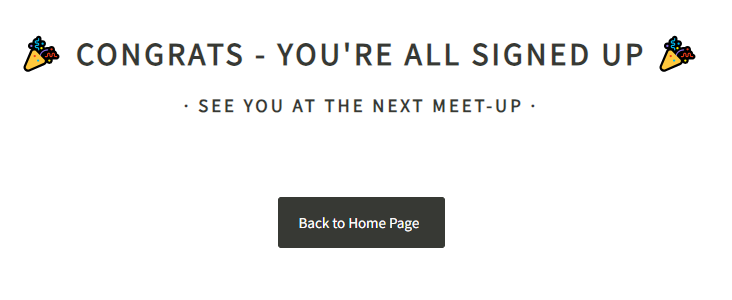 🎉 CONGRATS - YOU'RE ALL SIGNED UP 🎉
· SEE YOU AT THE NEXT MEET-UP ·
Back to Home Page